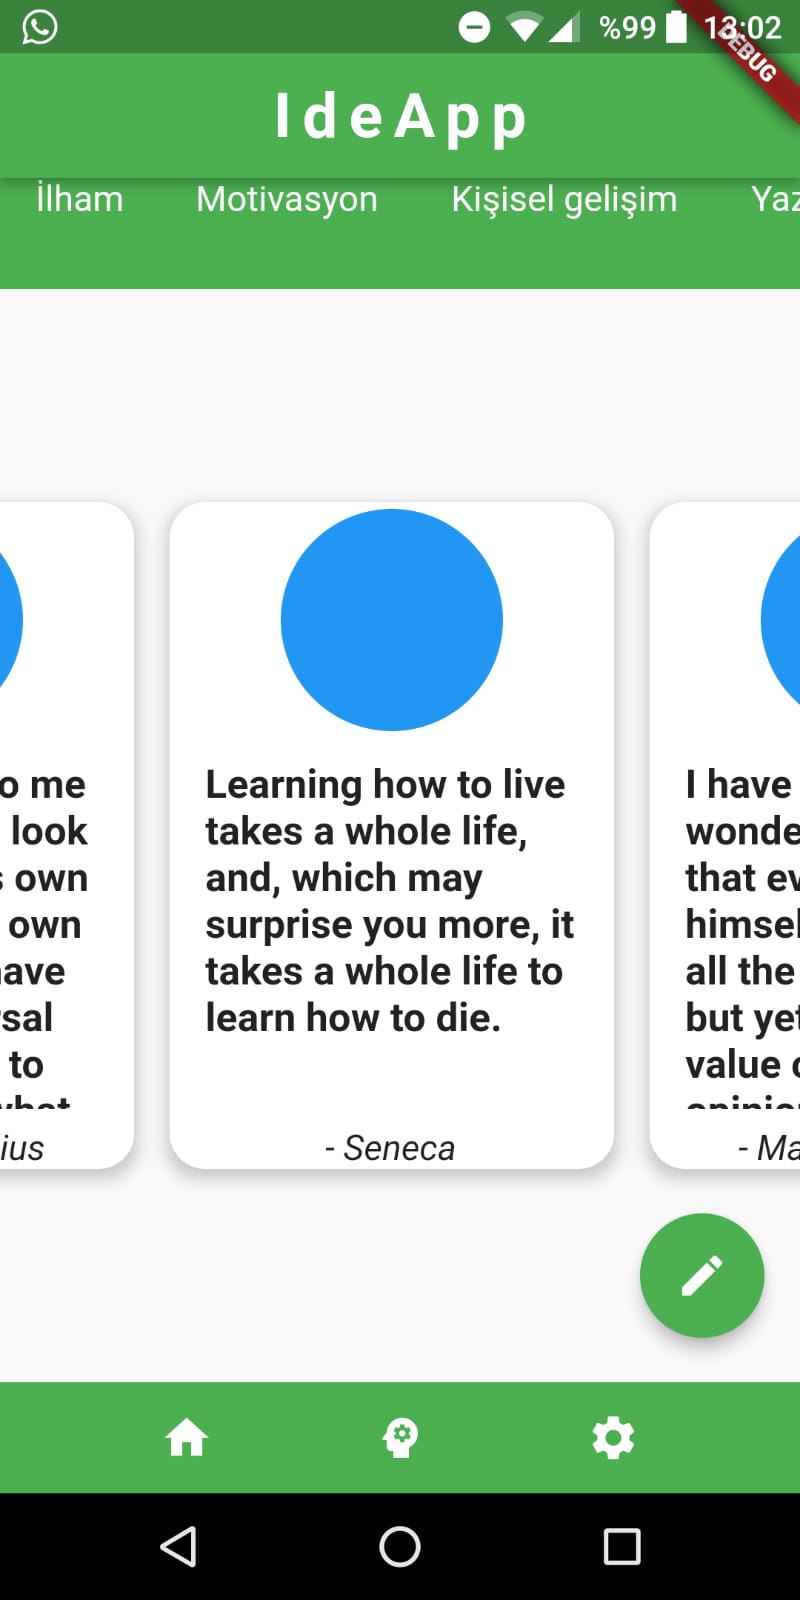 %99 13:02
DEBUG
IdeApp
İlham Motivasyon Kişisel gelişim Yaz
o me
look
own
own
ave
sal
to
what
ius
Learning how to live
takes a whole life,
and, which may
surprise you more, it
takes a whole life to
learn how to die.
- Seneca
I have
wonde
that ev
himsel
all the
but yet
value o
opinio
- Ma